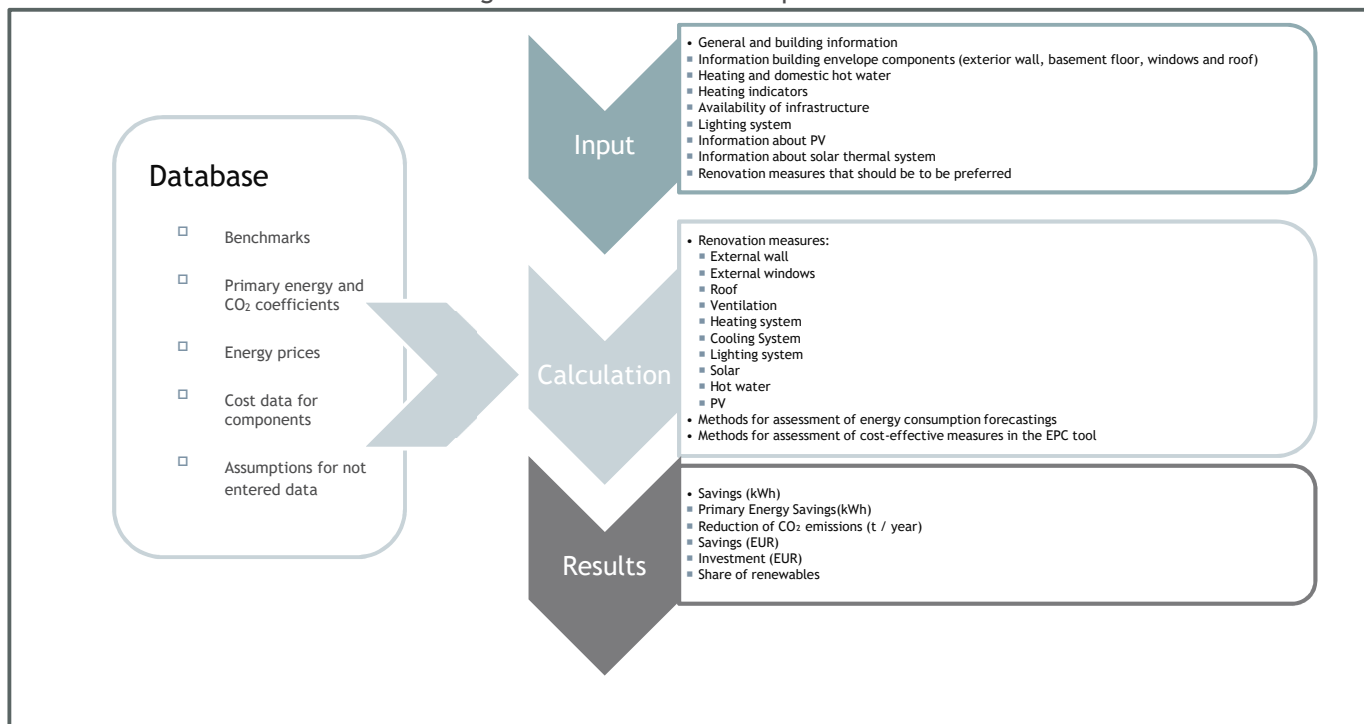 Database
Benchmarks
Primary energy and
CO₂ coefficients
Energy prices
Cost data for
components
Assumptions for not
entered data
Input
• General and building information
▪ Information building envelope components (exterior wall, basement floor, windows and roof)
▪ Heating and domestic hot water
▪ Heating indicators
▪ Availability of infrastructure
▪ Lighting system
▪ Information about PV
▪ Information about solar thermal system
▪ Renovation measures that should be to be preferred
Calculation
• Renovation measures:
▪ External wall
▪ External windows
▪ Roof
▪ Ventilation
▪ Heating system
▪ Cooling System
▪ Lighting system
▪ Solar
▪ Hot water
▪ PV
• Methods for assessment of energy consumption forecastings
• Methods for assessment of cost-effective measures in the EPC tool
Results
• Savings (kWh)
▪ Primary Energy Savings(kWh)
▪ Reduction of CO₂ emissions (t / year)
▪ Savings (EUR)
▪ Investment (EUR)
▪ Share of renewables